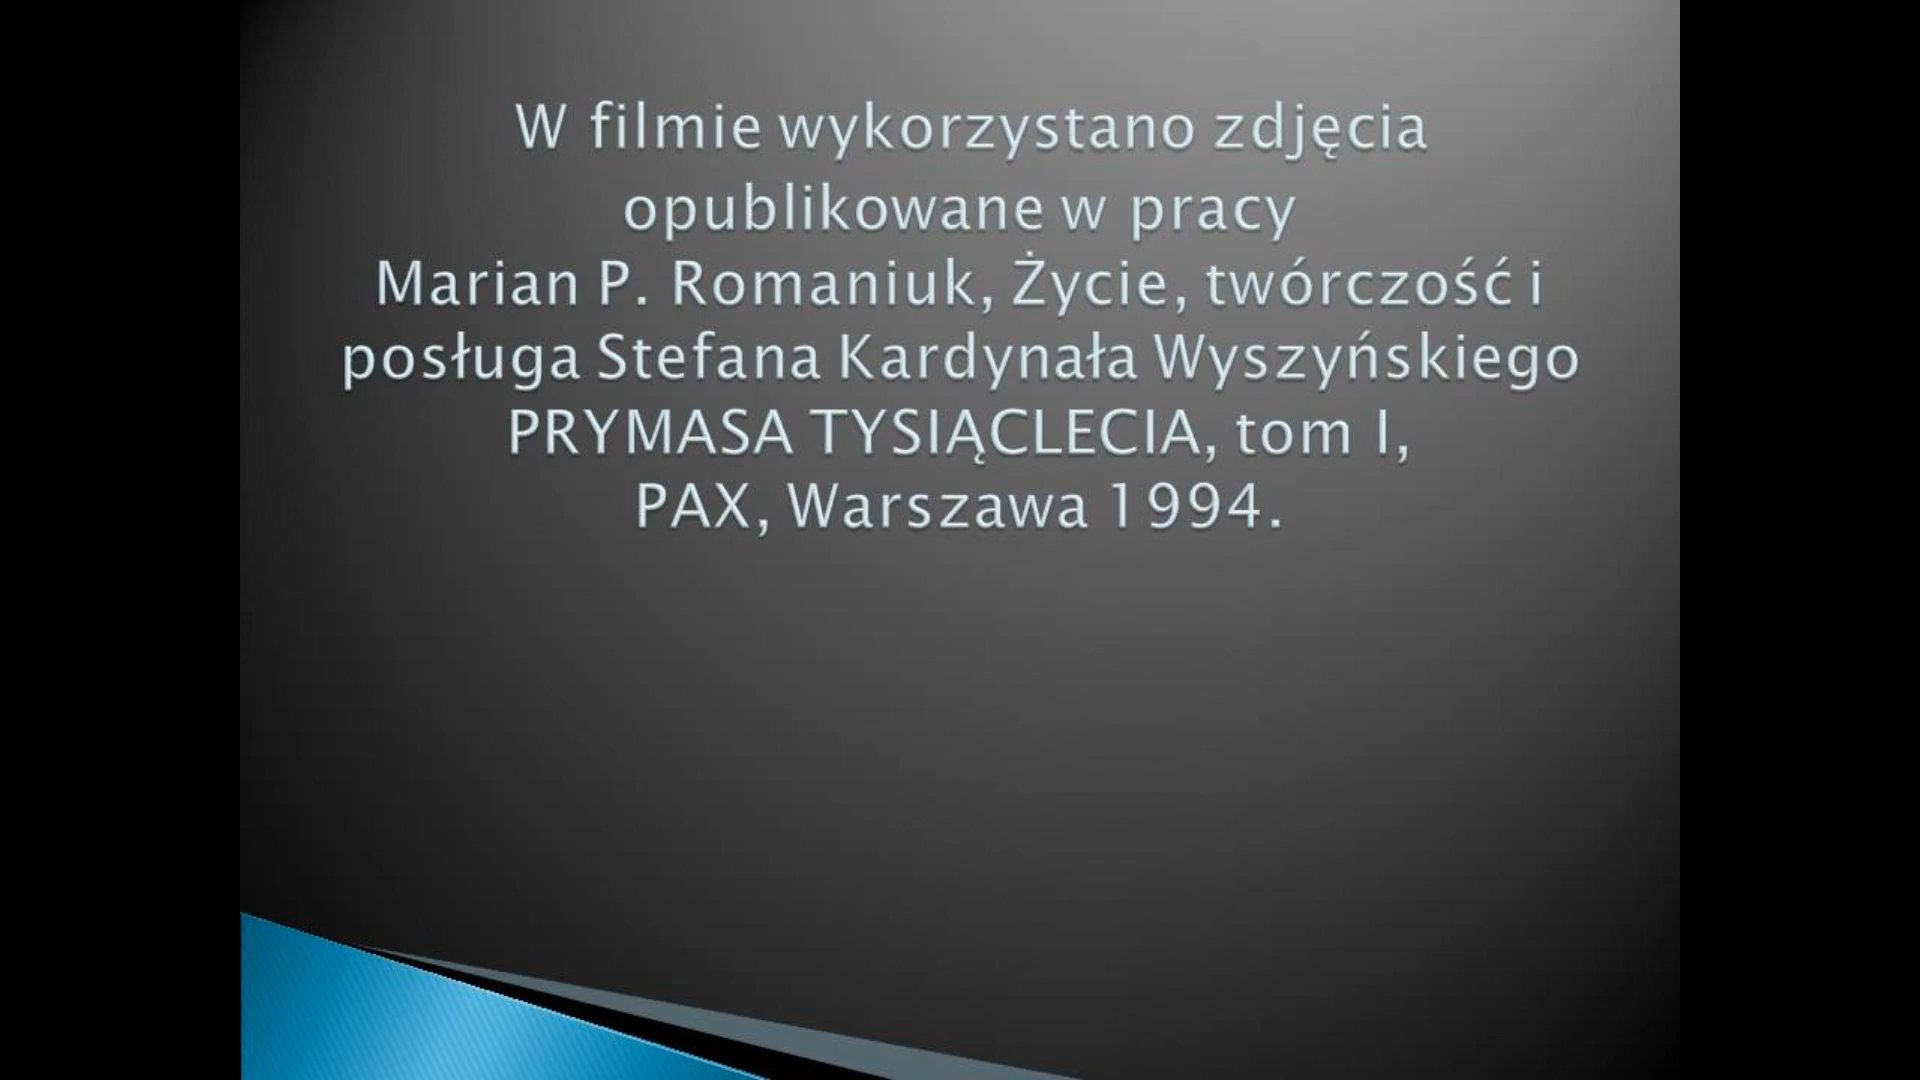 W filmie wykorzystano zdjęcia
opublikowane w pracy
Marian P. Romaniuk, Życie, twórczość i
posługa Stefana Kardynała Wyszyńskiego
PRYMASA TYSIĄCLECIA, tom I,
PAX, Warszawa 1994.